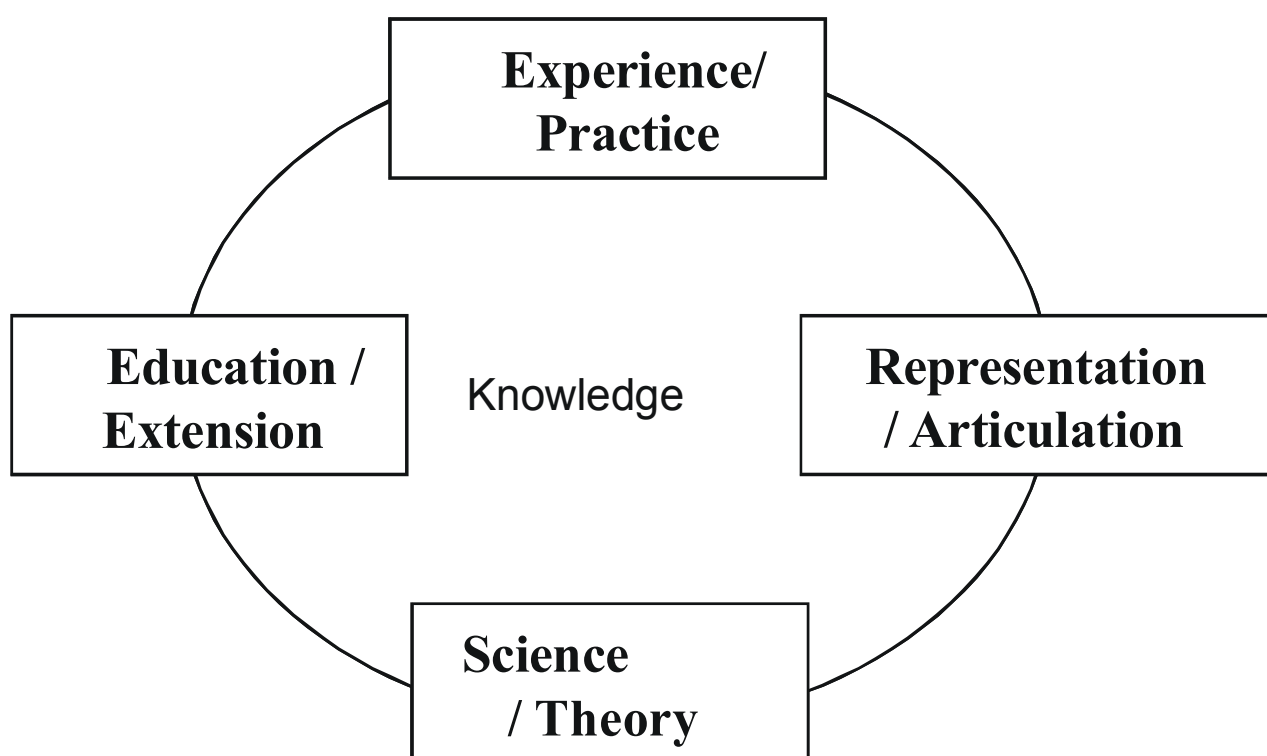 Experience/
Practice
Education /
Extension
Knowledge
Representation
/ Articulation
Science
/ Theory